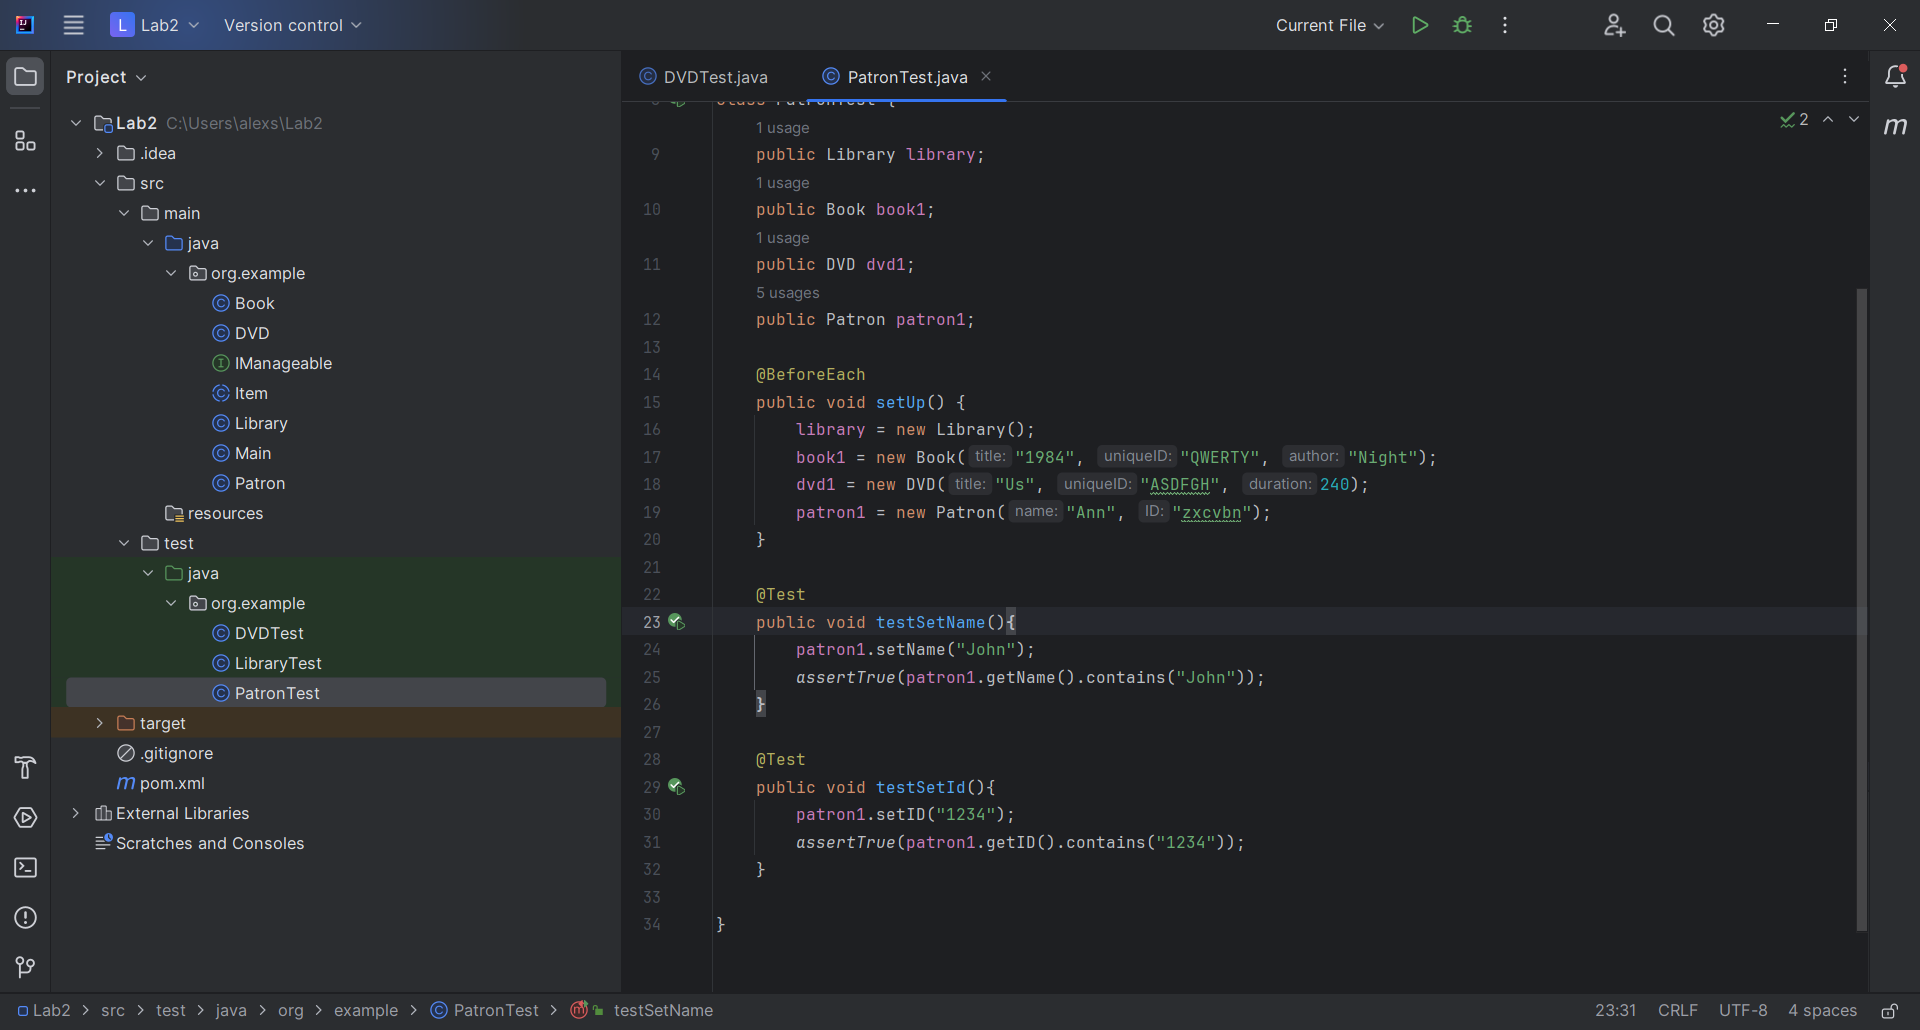 L Lab2 Version control Current File
Project
DVDTest.java PatronTest.java
Lab2 C:\Users\alexs\Lab2
.idea
src
main
java
org.example
Book
DVD
IManageable
Item
Library
Main
Patron
resources
test
java
org.example
DVDTest
LibraryTest
PatronTest
target
.gitignore
pom.xml
External Libraries
Scratches and Consoles
8 class PatronTest {
2
1 usage
9 public Library library;
1 usage
10 public Book book1;
1 usage
11 public DVD dvd1;
5 usages
12 public Patron patron1;
13
14 @BeforeEach
15 public void setUp() {
16 library = new Library();
17 book1 = new Book( title: "1984", uniqueID: "QWERTY", author: "Night");
18 dvd1 = new DVD( title: "Us", uniqueID: "ASDFGH", duration: 240);
19 patron1 = new Patron( name: "Ann", ID: "zxcvbn");
20 }
21
22 @Test
23 public void testSetName(){
24 patron1.setName("John");
25 assertTrue(patron1.getName().contains("John"));
26 }
27
28 @Test
29 public void testSetId(){
30 patron1.setID("1234");
31 assertTrue(patron1.getID().contains("1234"));
32 }
33
34 }
m
Lab2 > src > test > java > org > example > PatronTest > testSetName 23:31 CRLF UTF-8 4 spaces